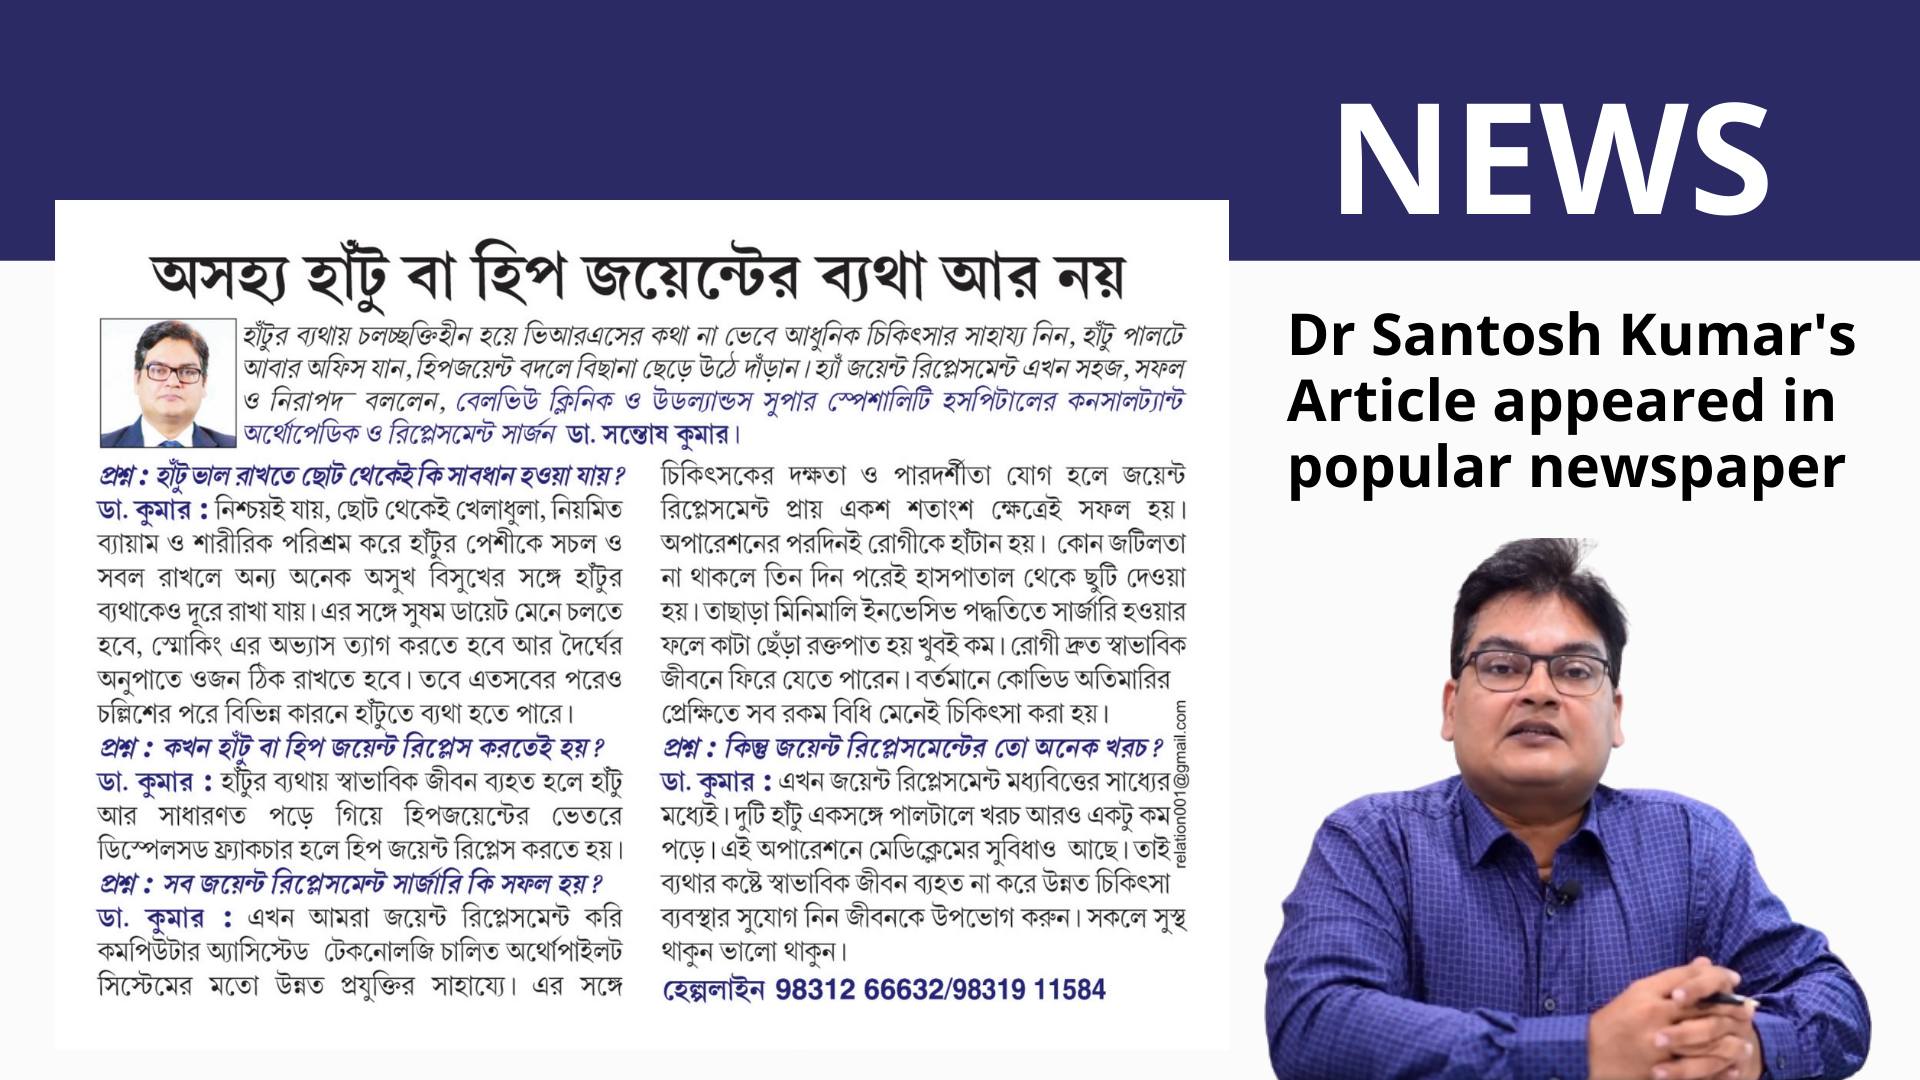 NEWS
অসহ্য হাঁটু বা হিপ জয়েন্টের ব্যথা আর নয়
হাঁটুর ব্যথায় চলচ্ছক্তিহীন হয়ে ভিআরএসের কথা না ভেবে আধুনিক চিকিৎসার সাহায্য নিন, হাঁটু পালটে
আবার অফিস যান, হিপজয়েন্ট বদলে বিছানা ছেড়ে উঠে দাঁড়ান। হ্যাঁ জয়েন্ট রিপ্লেসমেন্ট এখন সহজ, সফল
ও নিরাপদ বললেন, বেলভিউ ক্লিনিক ও উডল্যান্ডস সুপার স্পেশালিটি হসপিটালের কনসালট্যান্ট
অর্থোপেডিক ও রিপ্লেসমেন্ট সার্জন ডা. সন্তোষ কুমার।
প্রশ্ন : হাঁটু ভাল রাখতে ছোট থেকেই কি সাবধান হওয়া যায়?
ডা. কুমার : নিশ্চয়ই যায়, ছোট থেকেই খেলাধুলা, নিয়মিত
ব্যায়াম ও শারীরিক পরিশ্রম করে হাঁটুর পেশীকে সচল ও
সবল রাখলে অন্য অনেক অসুখ বিসুখের সঙ্গে হাঁটুর
ব্যথাকেও দূরে রাখা যায়। এর সঙ্গে সুষম ডায়েট মেনে চলতে
হবে, স্মোকিং এর অভ্যাস ত্যাগ করতে হবে আর দৈর্ঘের
অনুপাতে ওজন ঠিক রাখতে হবে। তবে এতসবের পরেও
চল্লিশের পরে বিভিন্ন কারনে হাঁটুতে ব্যথা হতে পারে।
প্রশ্ন : কখন হাঁটু বা হিপ জয়েন্ট রিপ্লেস করতেই হয়?
ডা. কুমার : হাঁটুর ব্যথায় স্বাভাবিক জীবন ব্যহত হলে হাঁটু
আর সাধারণত পড়ে গিয়ে হিপজয়েন্টের ভেতরে
ডিস্পেলসড ফ্র্যাকচার হলে হিপ জয়েন্ট রিপ্লেস করতে হয়।
প্রশ্ন : সব জয়েন্ট রিপ্লেসমেন্ট সার্জারি কি সফল হয়?
ডা. কুমার : এখন আমরা জয়েন্ট রিপ্লেসমেন্ট করি
কমপিউটার অ্যাসিস্টেড টেকনোলজি চালিত অর্থোপাইলট
সিস্টেমের মতো উন্নত প্রযুক্তির সাহায্যে। এর সঙ্গে
চিকিৎসকের দক্ষতা ও পারদর্শীতা যোগ হলে জয়েন্ট
রিপ্লেসমেন্ট প্রায় একশ শতাংশ ক্ষেত্রেই সফল হয়।
অপারেশনের পরদিনই রোগীকে হাঁটান হয়। কোন জটিলতা
না থাকলে তিন দিন পরেই হাসপাতাল থেকে ছুটি দেওয়া
হয়। তাছাড়া মিনিমালি ইনভেসিভ পদ্ধতিতে সার্জারি হওয়ার
ফলে কাটা ছেঁড়া রক্তপাত হয় খুবই কম। রোগী দ্রুত স্বাভাবিক
জীবনে ফিরে যেতে পারেন। বর্তমানে কোভিড অতিমারির
প্রেক্ষিতে সব রকম বিধি মেনেই চিকিৎসা করা হয়।
প্রশ্ন : কিন্তু জয়েন্ট রিপ্লেসমেন্টের তো অনেক খরচ?
ডা. কুমার : এখন জয়েন্ট রিপ্লেসমেন্ট মধ্যবিত্তের সাধ্যের
মধ্যেই। দুটি হাঁটু একসঙ্গে পালটালে খরচ আরও একটু কম
পড়ে। এই অপারেশনে মেডিক্লেমের সুবিধাও আছে। তাই
ব্যথার কষ্টে স্বাভাবিক জীবন ব্যহত না করে উন্নত চিকিৎসা
ব্যবস্থার সুযোগ নিন জীবনকে উপভোগ করুন। সকলে সুস্থ
থাকুন ভালো থাকুন।
হেল্পলাইন 98312 66632/98319 11584
relation001@gmail.com
Dr Santosh Kumar's
Article appeared in
popular newspaper